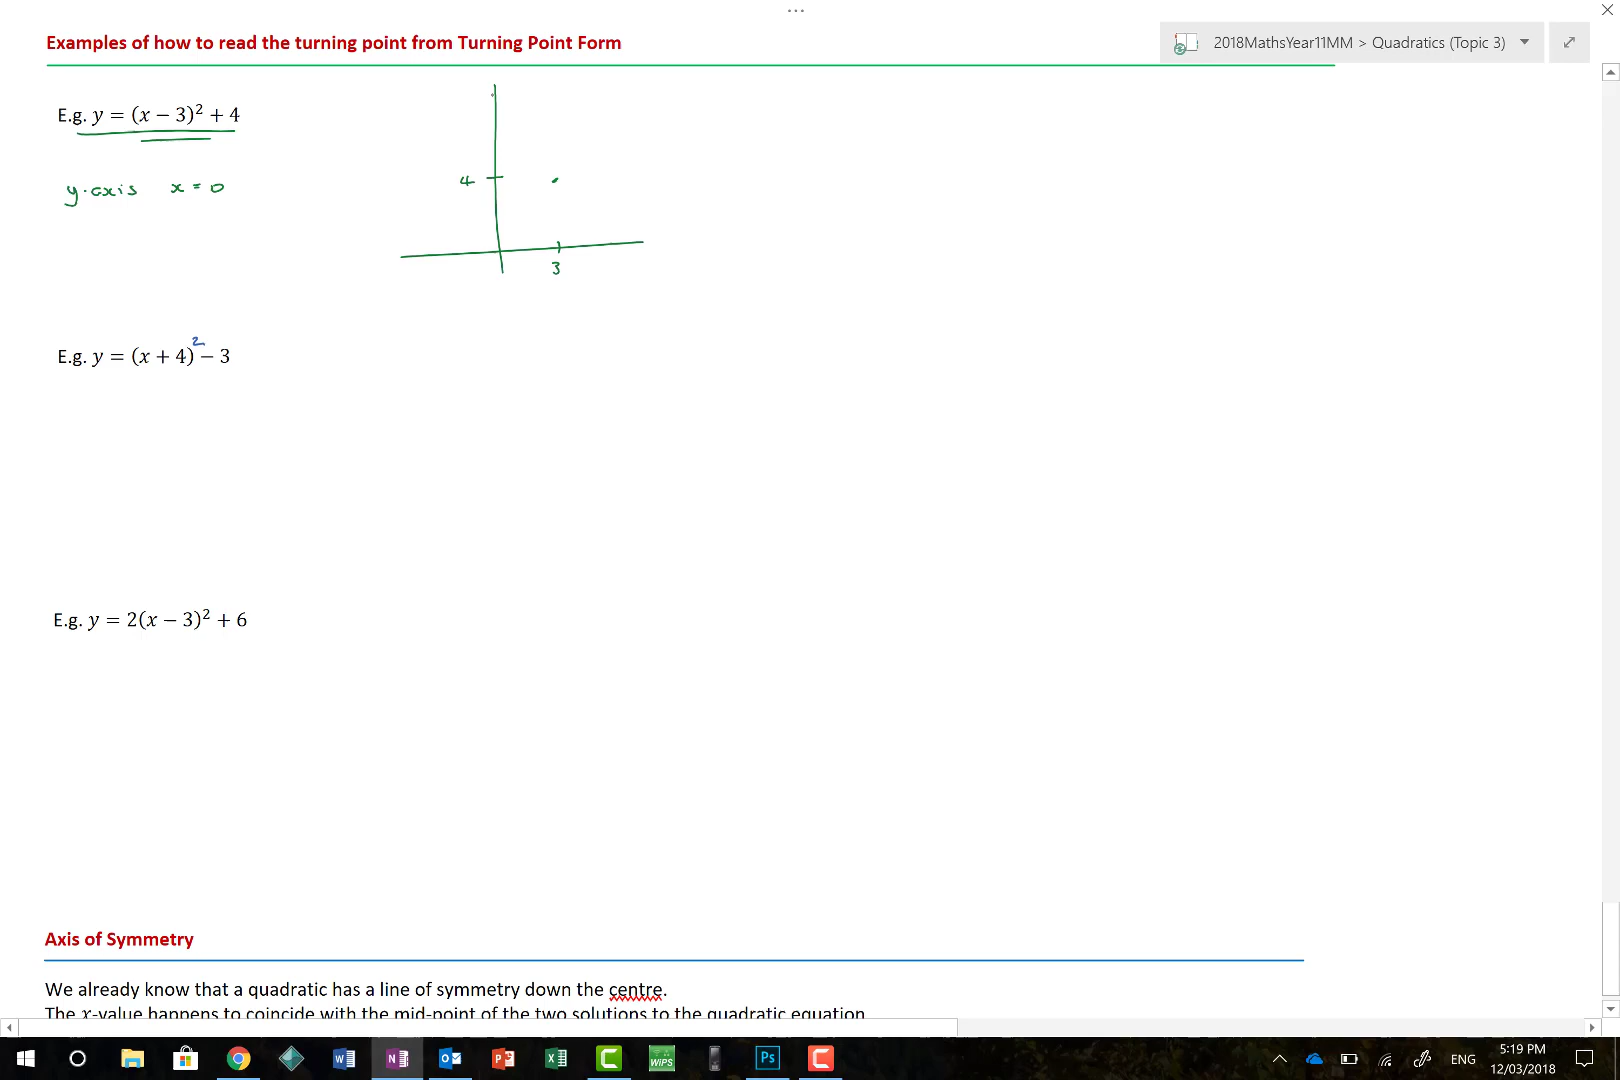 Examples of how to read the turning point from Turning Point Form
2018MathsYear11MM > Quadratics (Topic 3)
E.g. y = (x − 3)² + 4
y-axis x = 0
4
3
E.g. y = (x + 4)² − 3
E.g. y = 2(x − 3)² + 6
Axis of Symmetry
We already know that a quadratic has a line of symmetry down the centre.
The x-value happens to coincide with the mid-point of the two solutions to the quadratic equation
WiPS
Ps
ENG
5:19 PM
12/03/2018